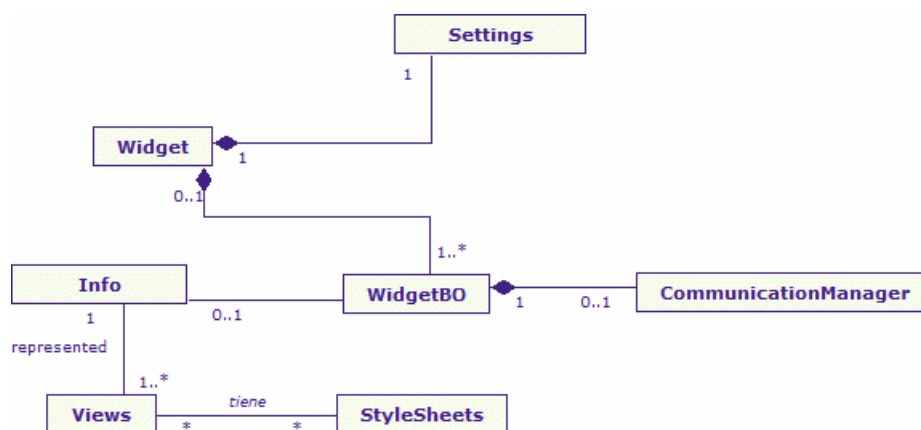 Settings
1
Widget
1
0..1
1..*
Info
WidgetBO
CommunicationManager
0..1
1
0..1
1
represented
1..*
tiene
Views
StyleSheets
*
*